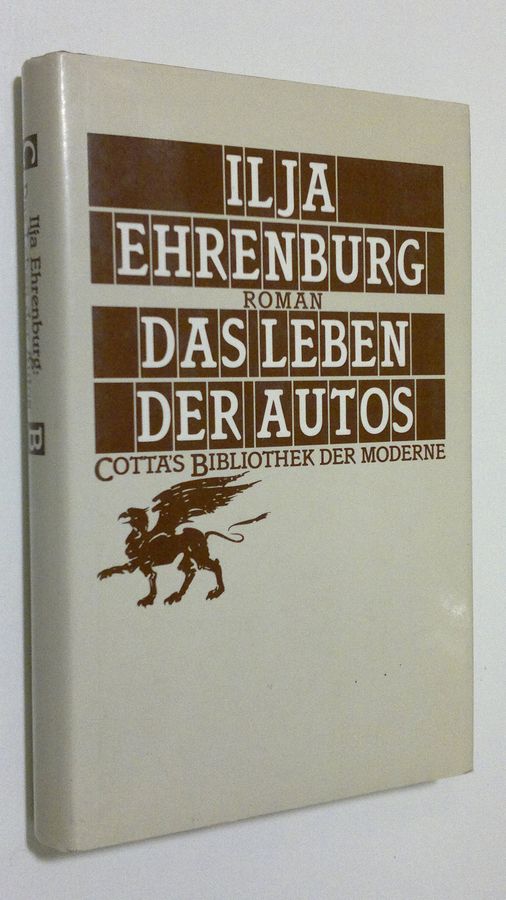 ILJA
EHRENBURG
ROMAN
DAS LEBEN
DER AUTOS
COTTA'S BIBLIOTHEK DER MODERNE
C
Ilja Ehrenburg:
B